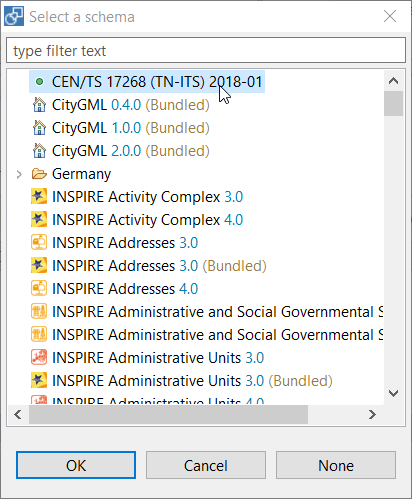 Select a schema
type filter text
CEN/TS 17268 (TN-ITS) 2018-01
CityGML 0.4.0 (Bundled)
CityGML 1.0.0 (Bundled)
CityGML 2.0.0 (Bundled)
Germany
INSPIRE Activity Complex 3.0
INSPIRE Activity Complex 4.0
INSPIRE Addresses 3.0
INSPIRE Addresses 3.0 (Bundled)
INSPIRE Addresses 4.0
INSPIRE Administrative and Social Governmental S
INSPIRE Administrative and Social Governmental S
INSPIRE Administrative Units 3.0
INSPIRE Administrative Units 3.0 (Bundled)
INSPIRE Administrative Units 4.0
OK Cancel None